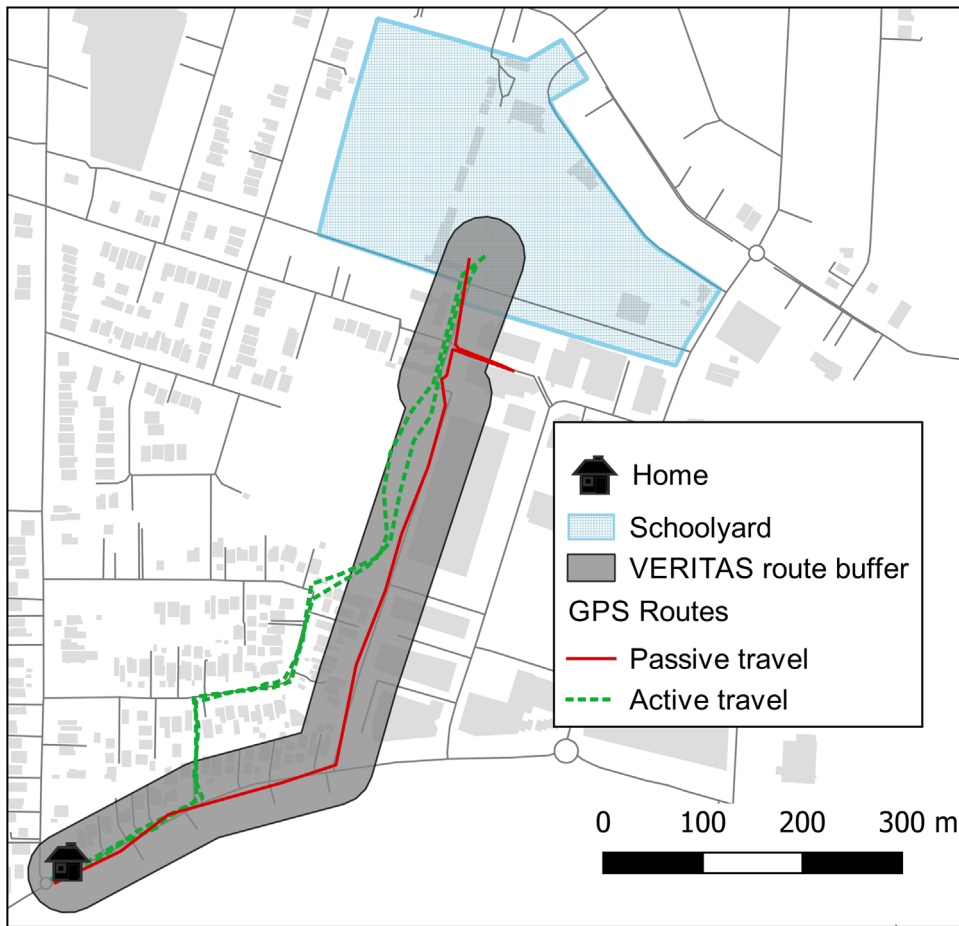 Home
Schoolyard
VERITAS route buffer
GPS Routes
Passive travel
Active travel
0 100 200 300 m